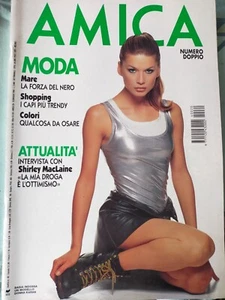 AMICA
NUMERO
DOPPIO
MODA
Mare
LA FORZA DEL NERO
Shopping
I CAPI PIÙ TRENDY
Colori
QUALCOSA DA OSARE
ATTUALITA'
INTERVISTA CON
Shirley MacLaine
«LA MIA DROGA
È L'OTTIMISMO»